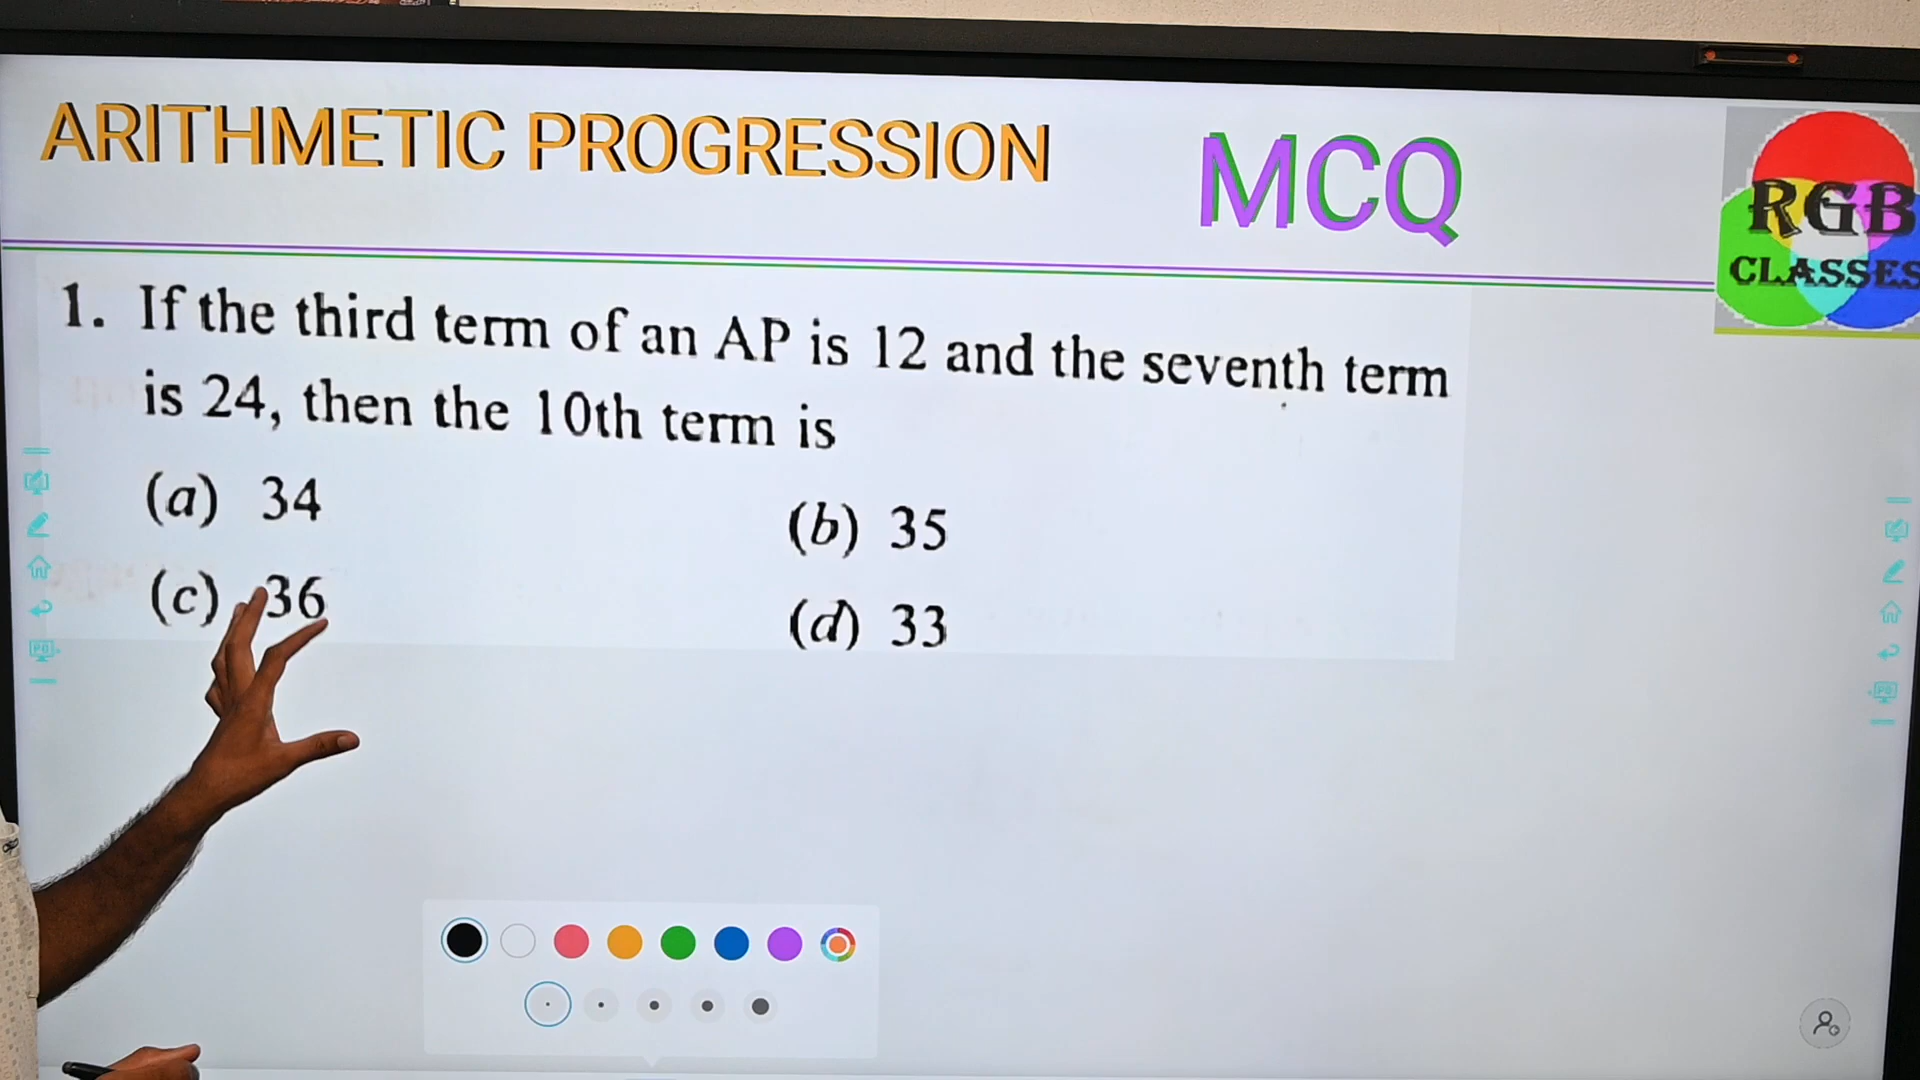 ARITHMETIC PROGRESSION MCQ
RGB
CLASSES
1. If the third term of an AP is 12 and the seventh term
is 24, then the 10th term is
(a) 34 (b) 35
(c) 36 (d) 33